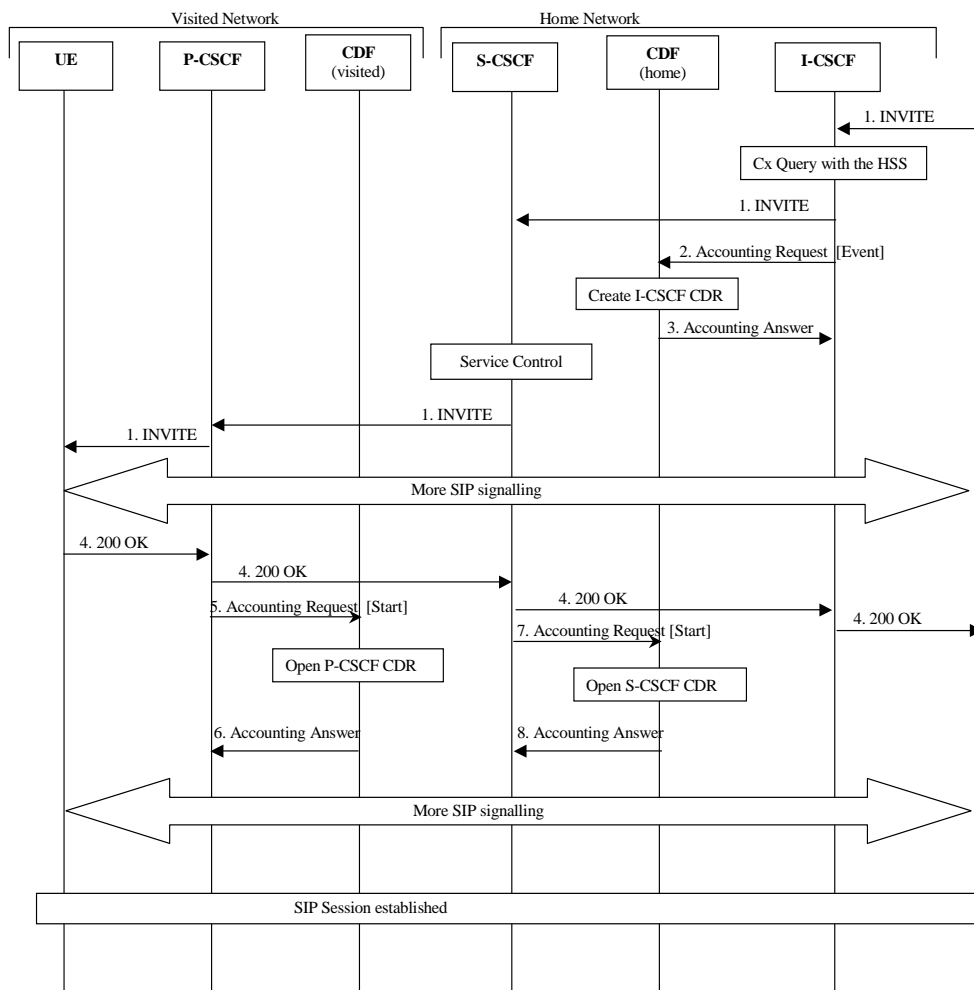 Visited Network
Home Network
UE
P-CSCF
CDF
(visited)
S-CSCF
CDF
(home)
I-CSCF
1. INVITE
Cx Query with the HSS
1. INVITE
2. Accounting Request [Event]
Create I-CSCF CDR
3. Accounting Answer
Service Control
1. INVITE
1. INVITE
More SIP signalling
4. 200 OK
4. 200 OK
5. Accounting Request [Start]
4. 200 OK
4. 200 OK
7. Accounting Request [Start]
Open P-CSCF CDR
Open S-CSCF CDR
6. Accounting Answer
8. Accounting Answer
More SIP signalling
SIP Session established